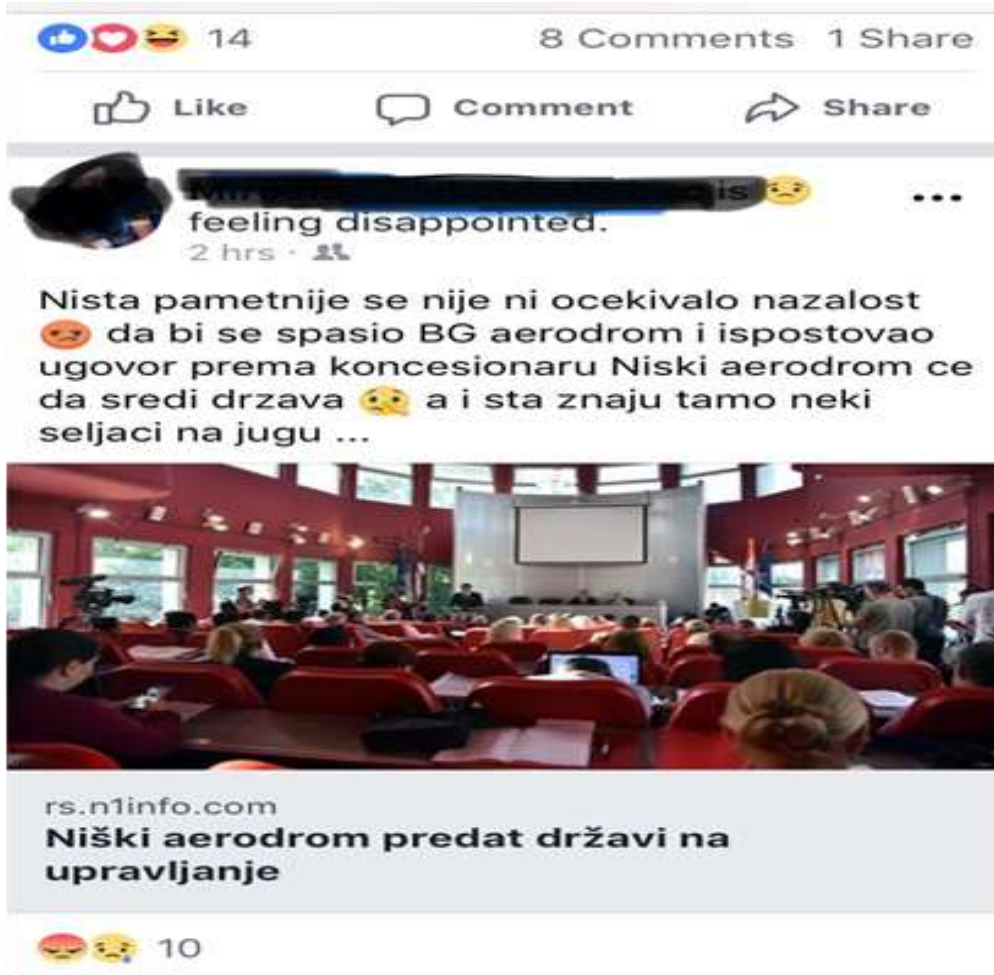 14 8 Comments 1 Share
Like Comment Share
is
feeling disappointed.
2 hrs ·
Nista pametnije se nije ni ocekivalo nazalost
da bi se spasio BG aerodrom i ispostovao
ugovor prema koncesionaru Niski aerodrom ce
da sredi drzava a i sta znaju tamo neki
seljaci na jugu ...
rs.n1info.com
Niški aerodrom predat državi na
upravljanje
10